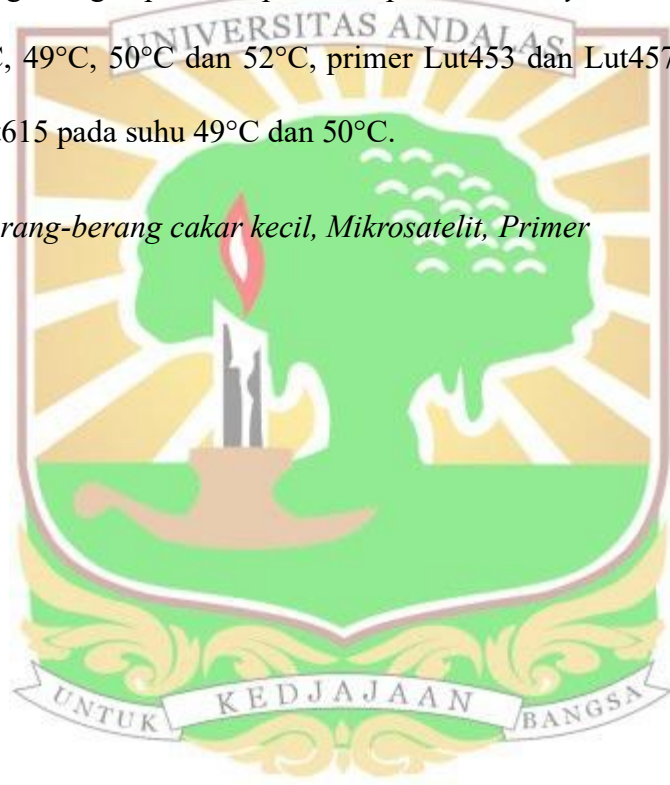 UNIVERSITAS ANDALAS
, 49°C, 50°C dan 52°C, primer Lut453 dan Lut457
615 pada suhu 49°C dan 50°C.
rang-berang cakar kecil, Mikrosatelit, Primer
UNTUK KEDJAJAAN BANGSA